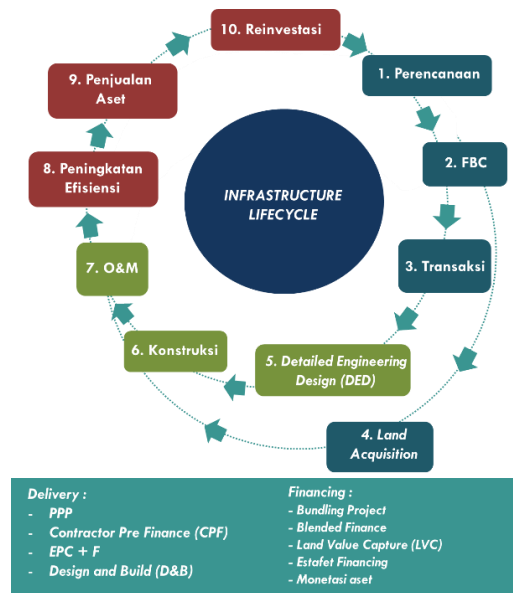 10. Reinvestasi
1. Perencanaan
2. FBC
3. Transaksi
4. Land
Acquisition
5. Detailed Engineering
Design (DED)
6. Konstruksi
7. O&M
8. Peningkatan
Efisiensi
9. Penjualan
Aset
INFRASTRUCTURE
LIFECYCLE
Delivery :
- PPP
- Contractor Pre Finance (CPF)
- EPC + F
- Design and Build (D&B)
Financing :
- Bundling Project
- Blended Finance
- Land Value Capture (LVC)
- Estafet Financing
- Monetasi aset